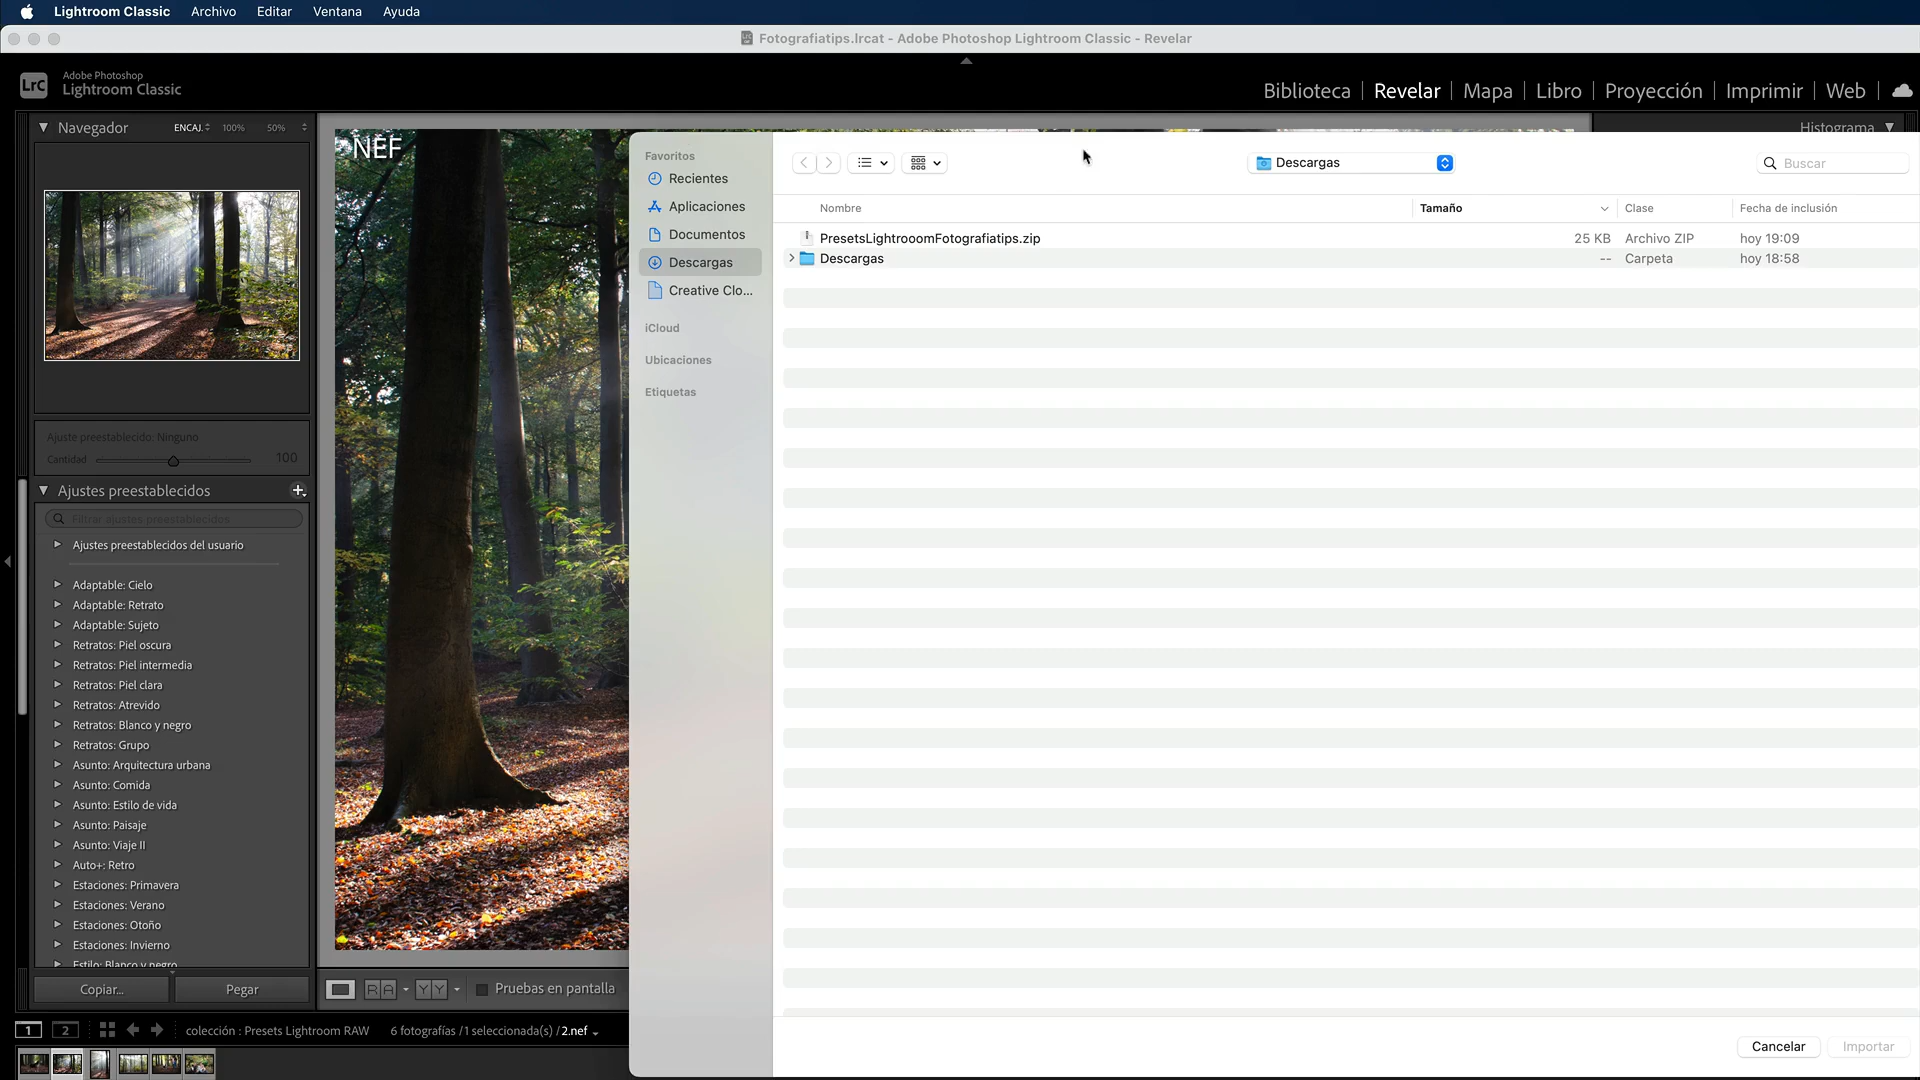 Lightroom Classic Archivo Editar Ventana Ayuda
Fotografiatips.lrcat - Adobe Photoshop Lightroom Classic - Revelar
LrC
Adobe Photoshop
Lightroom Classic
Biblioteca | Revelar | Mapa | Libro | Proyección | Imprimir | Web |
Navegador ENCAJ. 100% 50%
Histograma
NEF
Ajuste preestablecido: Ninguno
Cantidad 100
Ajustes preestablecidos
Filtrar ajustes preestablecidos
Ajustes preestablecidos del usuario
Adaptable: Cielo
Adaptable: Retrato
Adaptable: Sujeto
Retratos: Piel oscura
Retratos: Piel intermedia
Retratos: Piel clara
Retratos: Atrevido
Retratos: Blanco y negro
Retratos: Grupo
Asunto: Arquitectura urbana
Asunto: Comida
Asunto: Estilo de vida
Asunto: Paisaje
Asunto: Viaje II
Auto+: Retro
Estaciones: Primavera
Estaciones: Verano
Estaciones: Otoño
Estaciones: Invierno
Estilo: Blanco y negro
Copiar... Pegar
Favoritos
Recientes
Aplicaciones
Documentos
Descargas
Creative Clo...
iCloud
Ubicaciones
Etiquetas
Descargas
Buscar
Nombre Tamaño Clase Fecha de inclusión
PresetsLightrooomFotografiatips.zip 25 KB Archivo ZIP hoy 19:09
Descargas -- Carpeta hoy 18:58
Cancelar Importar
R A Y Y Pruebas en pantalla
1 2 colección : Presets Lightroom RAW 6 fotografías /1 seleccionada(s) /2.nef